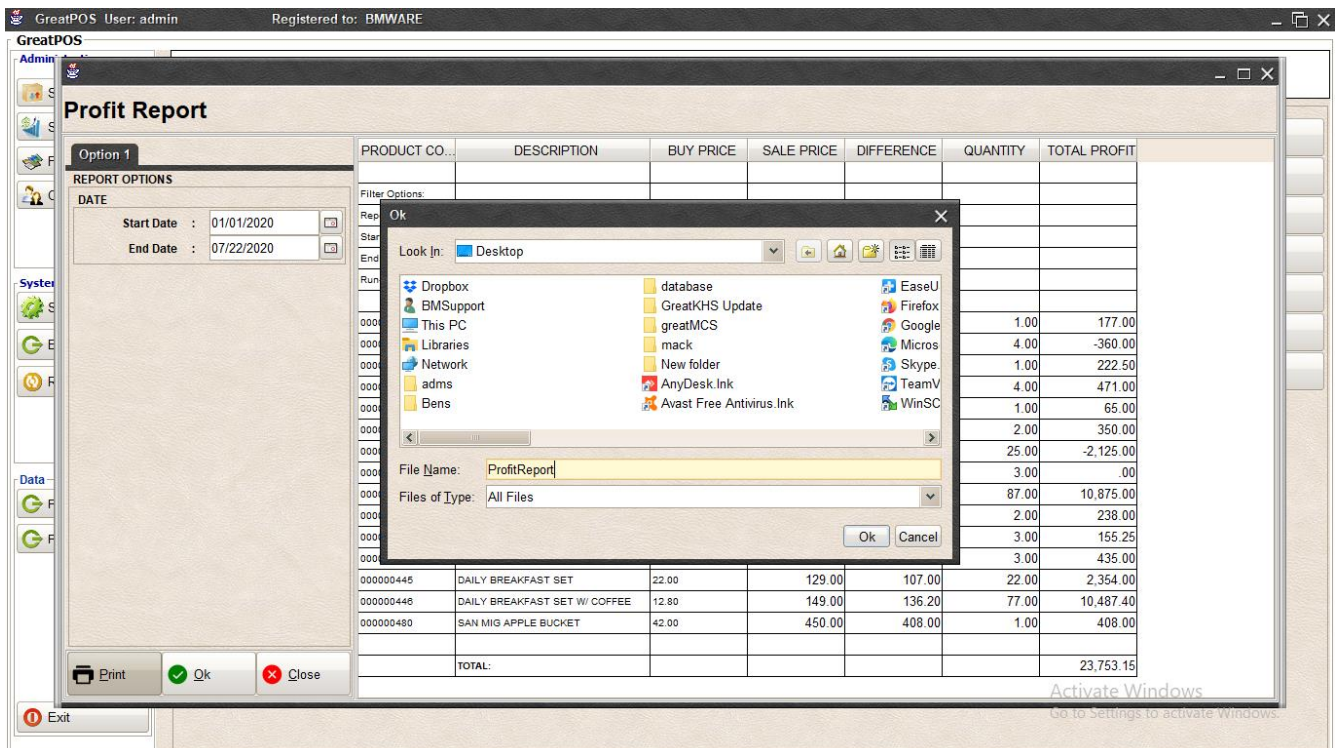 GreatPOS User: admin Registered to: BMWARE
GreatPOS
Profit Report
Option 1
REPORT OPTIONS
DATE
Start Date : 01/01/2020
End Date : 07/22/2020
PRODUCT CO... DESCRIPTION BUY PRICE SALE PRICE DIFFERENCE QUANTITY TOTAL PROFIT
Filter Options:
Ok
Look In: Desktop
Dropbox database EaseU
BMSupport GreatKHS Update Firefox
This PC greatMCS Google
Libraries mack Micros
Network New folder Skype.
adms AnyDesk.lnk TeamV
Bens Avast Free Antivirus.lnk WinSC
File Name: ProfitReport
Files of Type: All Files
Ok Cancel
1.00 177.00
4.00 -360.00
1.00 222.50
4.00 471.00
1.00 65.00
2.00 350.00
25.00 -2,125.00
3.00 .00
87.00 10,875.00
2.00 238.00
3.00 155.25
3.00 435.00
000000445 DAILY BREAKFAST SET 22.00 129.00 107.00 22.00 2,354.00
000000446 DAILY BREAKFAST SET W/ COFFEE 12.80 149.00 136.20 77.00 10,487.40
000000480 SAN MIG APPLE BUCKET 42.00 450.00 408.00 1.00 408.00
TOTAL: 23,753.15
Print Ok Close
Data
Exit
Activate Windows
Go to Settings to activate Windows.